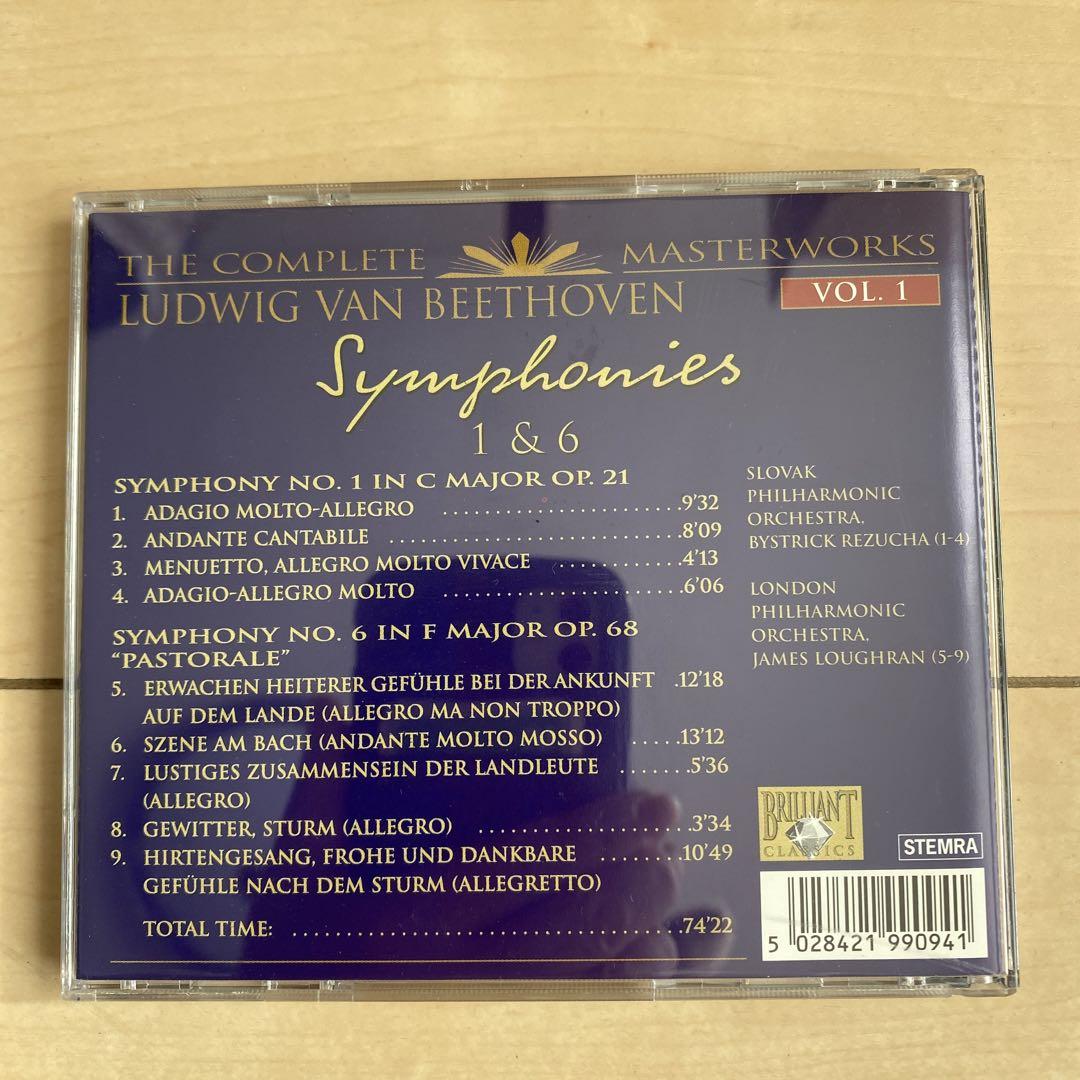 THE COMPLETE MASTERWORKS
LUDWIG VAN BEETHOVEN
VOL. 1
Symphonies
1 & 6
SYMPHONY NO. 1 IN C MAJOR OP. 21
1. ADAGIO MOLTO-ALLEGRO ........................9'32
2. ANDANTE CANTABILE ..............................8'09
3. MENUETTO, ALLEGRO MOLTO VIVACE ............4'13
4. ADAGIO-ALLEGRO MOLTO ........................6'06
SYMPHONY NO. 6 IN F MAJOR OP. 68
"PASTORALE"
5. ERWACHEN HEITERER GEFÜHLE BEI DER ANKUNFT .12'18
AUF DEM LANDE (ALLEGRO MA NON TROPPO)
6. SZENE AM BACH (ANDANTE MOLTO MOSSO) .....13'12
7. LUSTIGES ZUSAMMENSEIN DER LANDLEUTE .......5'36
(ALLEGRO)
8. GEWITTER, STURM (ALLEGRO) .....................3'34
9. HIRTENGESANG, FROHE UND DANKBARE ........10'49
GEFÜHLE NACH DEM STURM (ALLEGRETTO)
TOTAL TIME: .......................................74'22
SLOVAK
PHILHARMONIC
ORCHESTRA,
BYSTRICK REZUCHA (1-4)
LONDON
PHILHARMONIC
ORCHESTRA,
JAMES LOUGHRAN (5-9)
BRILLIANT
CLASSICS
STEMRA
5 028421 990941